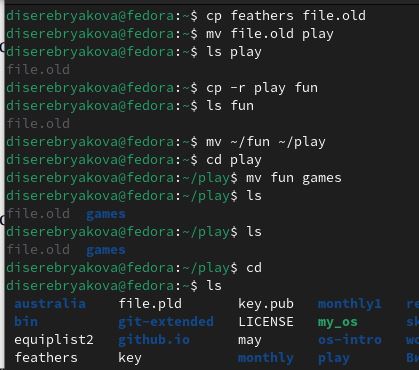 diserebryakova@fedora:~$ cp feathers file.old
diserebryakova@fedora:~$ mv file.old play
diserebryakova@fedora:~$ ls play
file.old
diserebryakova@fedora:~$ cp -r play fun
diserebryakova@fedora:~$ ls fun
file.old
diserebryakova@fedora:~$ mv ~/fun ~/play
diserebryakova@fedora:~$ cd play
diserebryakova@fedora:~/play$ mv fun games
diserebryakova@fedora:~/play$ ls
file.old games
diserebryakova@fedora:~/play$ ls
file.old games
diserebryakova@fedora:~/play$ cd
diserebryakova@fedora:~$ ls
australia file.pld key.pub monthly1
bin git-extended LICENSE my_os
equiplist2 github.io may os-intro
feathers key monthly play